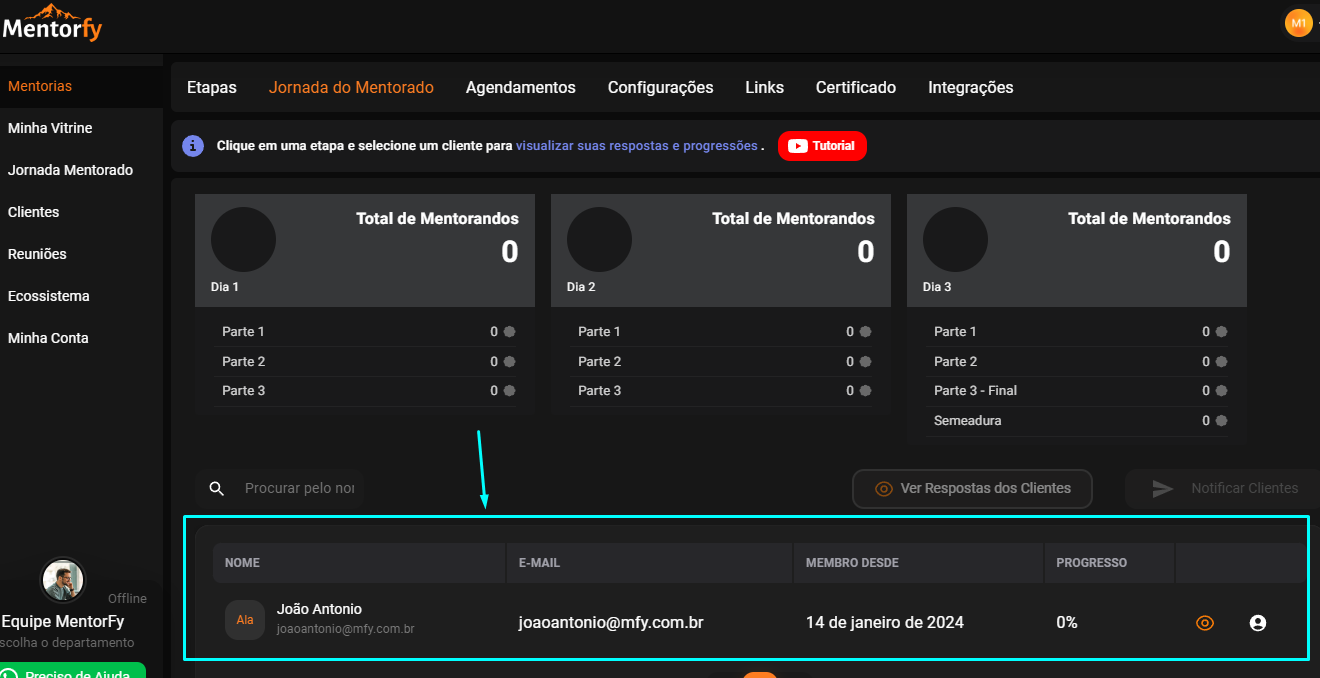 Mentorfy
M1
Mentorias
Minha Vitrine
Jornada Mentorado
Clientes
Reuniões
Ecossistema
Minha Conta
Offline
Equipe MentorFy
scolha o departamento
Preciso de Ajuda
Etapas Jornada do Mentorado Agendamentos Configurações Links Certificado Integrações
Clique em uma etapa e selecione um cliente para visualizar suas respostas e progressões . Tutorial
Total de Mentorandos
0
Dia 1
Parte 1 0
Parte 2 0
Parte 3 0
Total de Mentorandos
0
Dia 2
Parte 1 0
Parte 2 0
Parte 3 0
Total de Mentorandos
0
Dia 3
Parte 1 0
Parte 2 0
Parte 3 - Final 0
Semeadura 0
Procurar pelo nor Ver Respostas dos Clientes Notificar Clientes
NOME E-MAIL MEMBRO DESDE PROGRESSO
Ala João Antonio
joaoantonio@mfy.com.br joaoantonio@mfy.com.br 14 de janeiro de 2024 0%